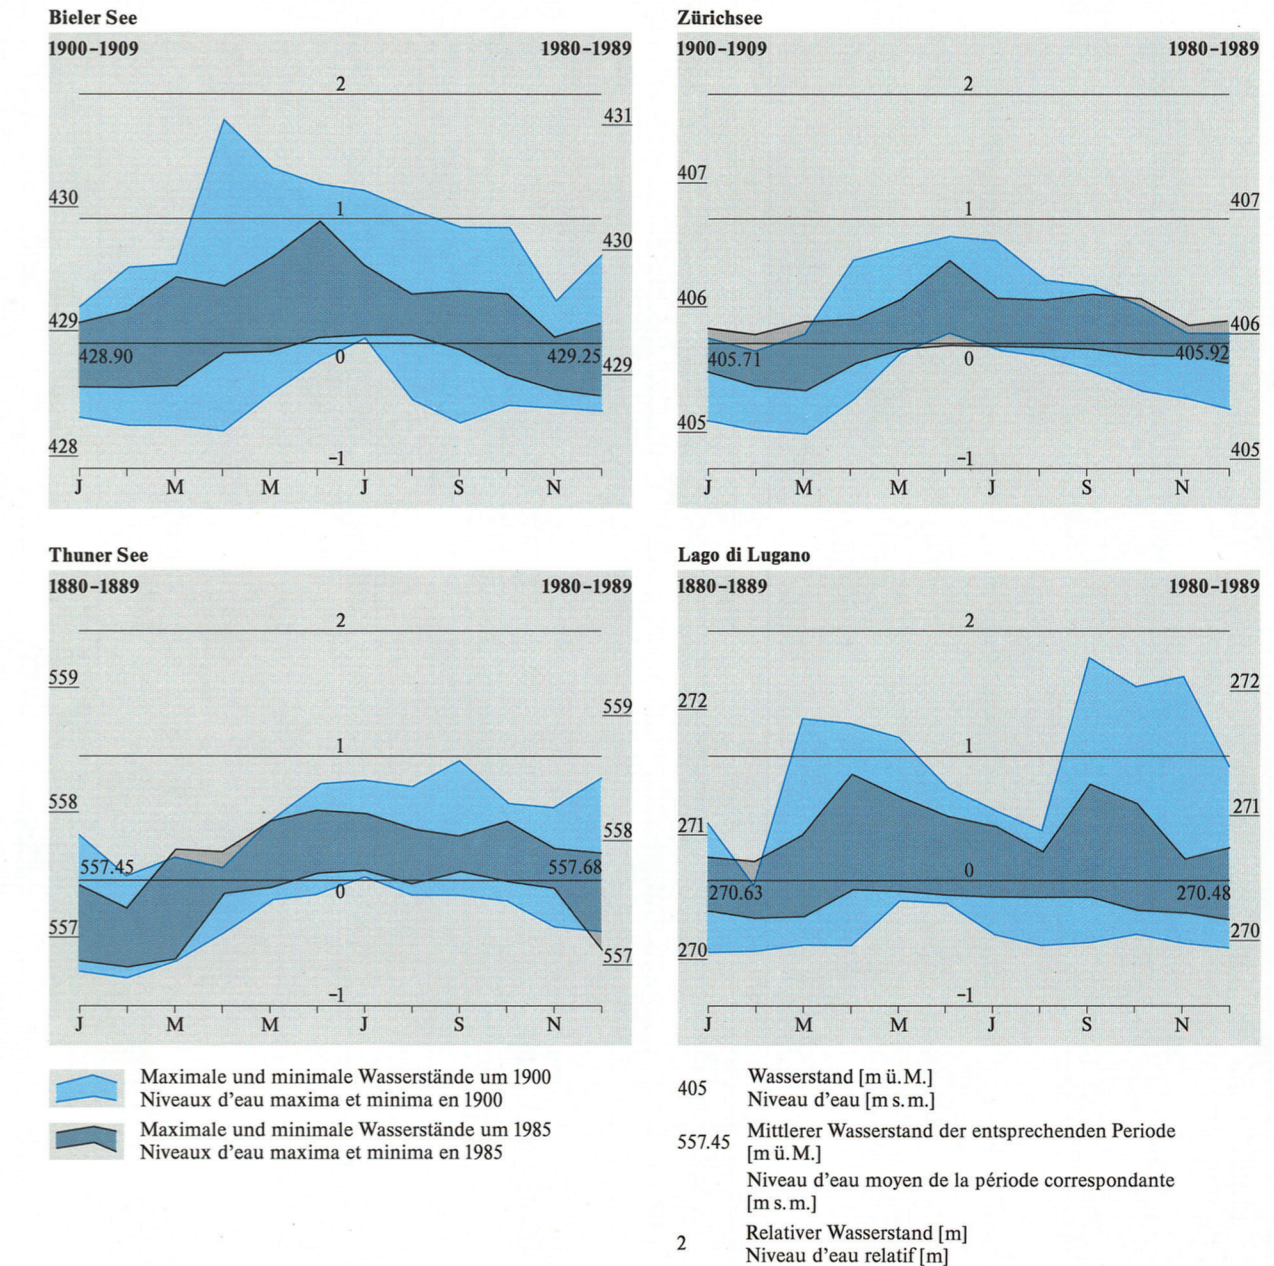 Bieler See
1900–1909 1980–1989
2
431
430
1
430
429
428.90 0 429.25
429
428
–1
J M M J S N
Zürichsee
1900–1909 1980–1989
2
407
1
407
406
406
405.71 0 405.92
405
405
–1
J M M J S N
Thuner See
1880–1889 1980–1989
2
559
559
1
558
558
557.45 0 557.68
557
557
–1
J M M J S N
Lago di Lugano
1880–1889 1980–1989
2
272
272
1
271
271
0
270.63 270.48
270
270
–1
J M M J S N
Maximale und minimale Wasserstände um 1900
Niveaux d'eau maxima et minima en 1900
Maximale und minimale Wasserstände um 1985
Niveaux d'eau maxima et minima en 1985
405 Wasserstand [m ü.M.]
Niveau d'eau [m s.m.]
557.45 Mittlerer Wasserstand der entsprechenden Periode
[m ü.M.]
Niveau d'eau moyen de la période correspondante
[m s.m.]
2 Relativer Wasserstand [m]
Niveau d'eau relatif [m]